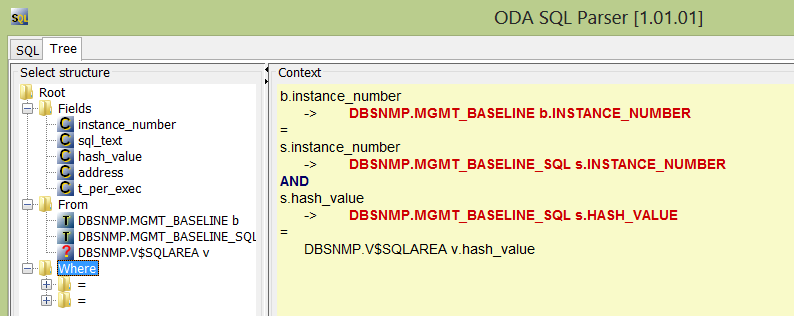 SQL
ODA SQL Parser [1.01.01]
SQL Tree
Select structure
Root
Fields
instance_number
sql_text
hash_value
address
t_per_exec
From
DBSNMP.MGMT_BASELINE b
DBSNMP.MGMT_BASELINE_SQL
DBSNMP.V$SQLAREA v
Where
=
=
Context
b.instance_number
-> DBSNMP.MGMT_BASELINE b.INSTANCE_NUMBER
=
s.instance_number
-> DBSNMP.MGMT_BASELINE_SQL s.INSTANCE_NUMBER
AND
s.hash_value
-> DBSNMP.MGMT_BASELINE_SQL s.HASH_VALUE
=
DBSNMP.V$SQLAREA v.hash_value